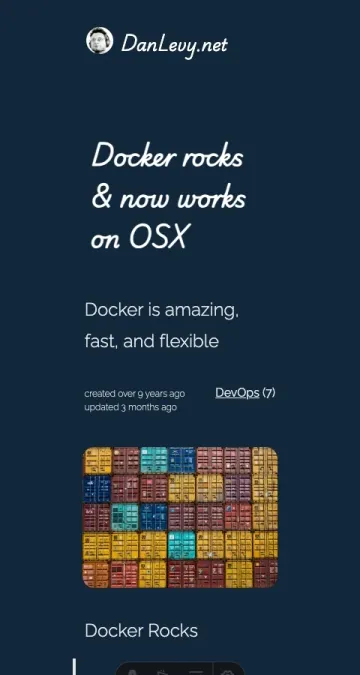 DanLevy.net
Docker rocks
& now works
on OSX
Docker is amazing,
fast, and flexible
created over 9 years ago
DevOps (7)
updated 3 months ago
Docker Rocks